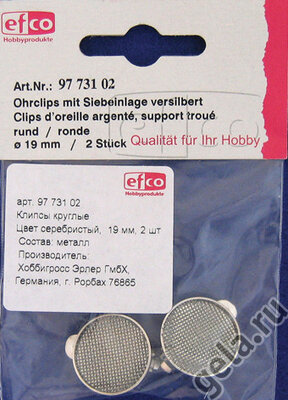 efco
Hobbyprodukte
Art.Nr.: 97 731 02
Ohrclips mit Siebeinlage versilbert
Clips d'oreille argenté, support troué
rund / ronde
ø 19 mm / 2 Stück
Qualität für Ihr Hobby
efco
Hobbyprodukte
арт. 97 731 02
Клипсы круглые
Цвет серебристый, 19 мм, 2 шт
Состав: металл
Производитель:
Хоббигросс Эрлер ГмбХ,
Германия, г. Рорбах 76865
gela.ru